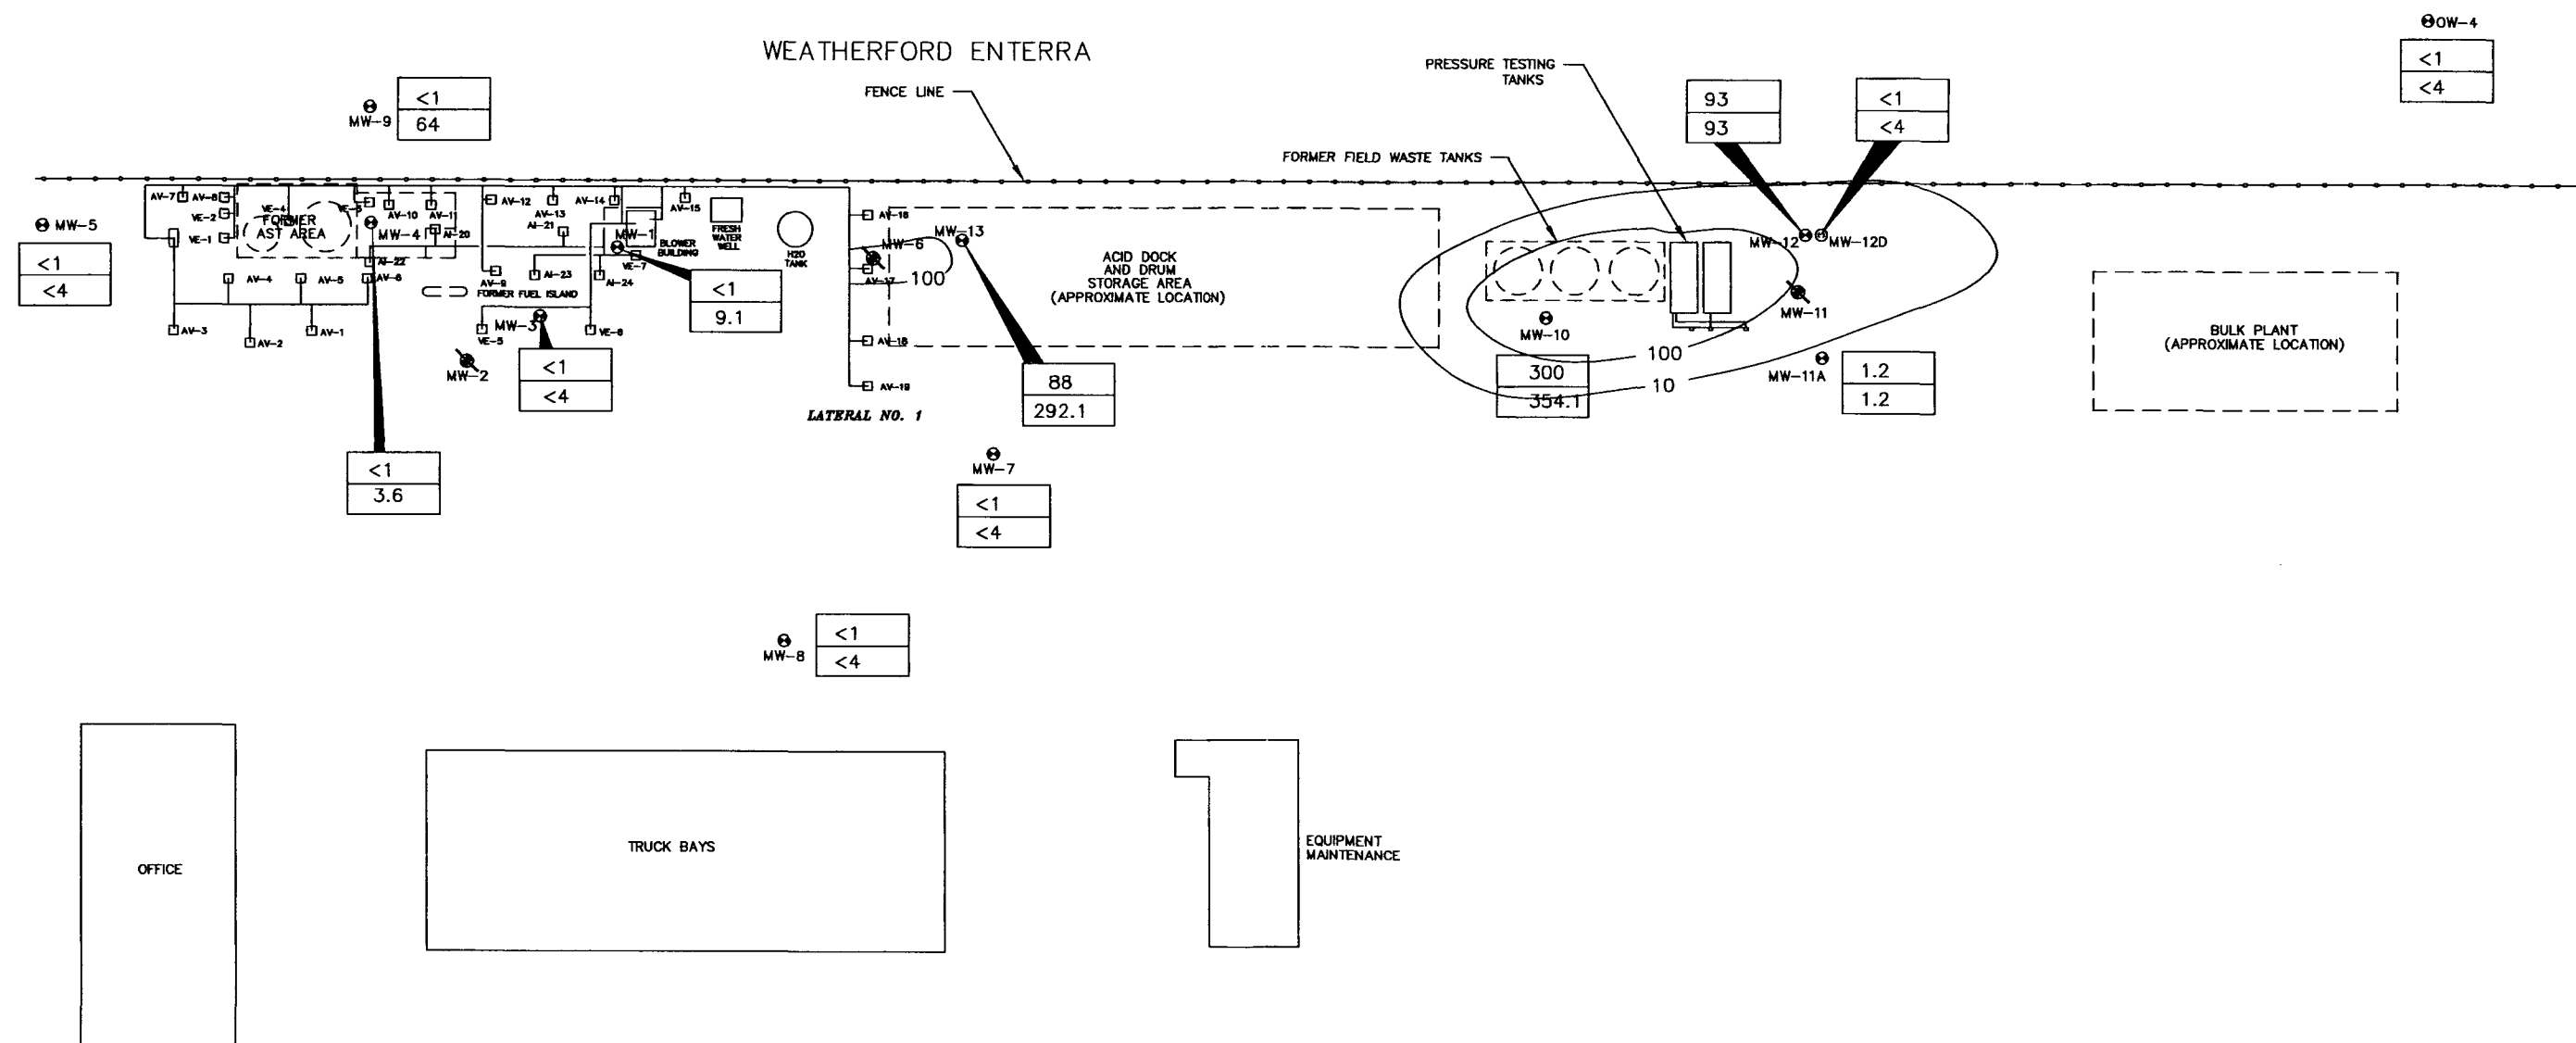 OW-4
<1
<4
WEATHERFORD ENTERRA
PRESSURE TESTING
TANKS
FENCE LINE
93
93
<1
<4
MW-9
<1
64
FORMER FIELD WASTE TANKS
MW-5
<1
<4
AV-7
AV-8
VE-2
VE-1
VE-4
FORMER
AST AREA
MW-4
AV-10
AV-11
AI-20
AI-22
AV-4
AV-5
AV-6
AV-3
AV-2
AV-1
AV-12
AV-13
AI-21
AV-14
MW-1
AV-15
BLOWER
BUILDING
FRESH
WATER
WELL
H2O
TANK
VE-7
AV-9
AI-23
AI-24
FORMER FUEL ISLAND
MW-3
VE-5
VE-6
MW-2
<1
9.1
<1
<4
<1
3.6
AV-16
MW-6
AV-17
100
AV-18
AV-19
LATERAL NO. 1
MW-13
88
292.1
ACID DOCK
AND DRUM
STORAGE AREA
(APPROXIMATE LOCATION)
MW-12
MW-12D
MW-11
MW-10
300
354.1
100
10
MW-11A
1.2
1.2
BULK PLANT
(APPROXIMATE LOCATION)
MW-7
<1
<4
MW-8
<1
<4
OFFICE
TRUCK BAYS
EQUIPMENT
MAINTENANCE